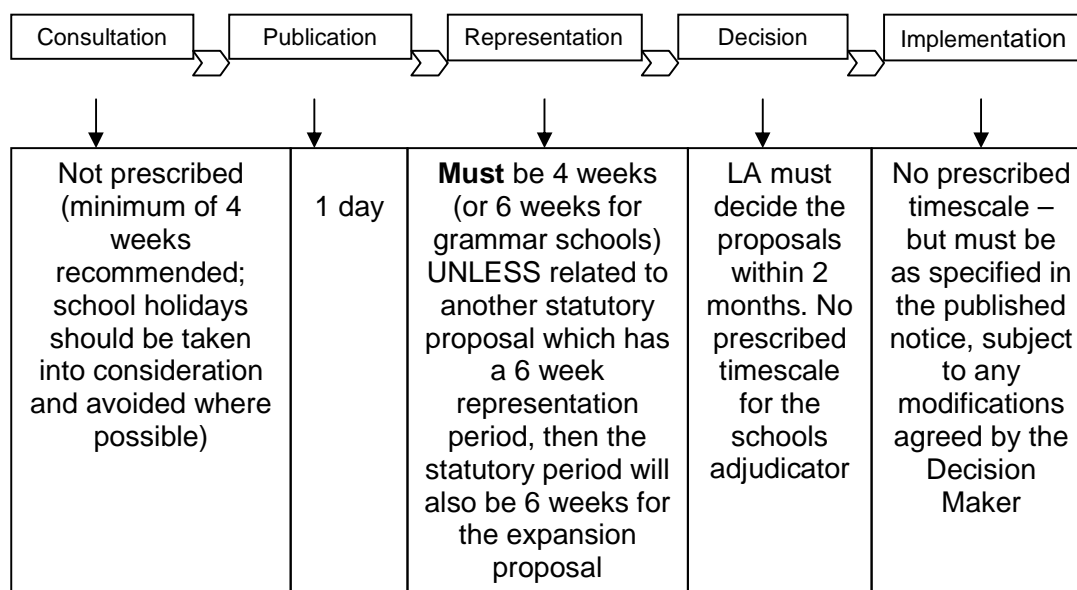 Consultation
Publication
Representation
Decision
Implementation
Not prescribed
(minimum of 4
weeks
recommended;
school holidays
should be taken
into consideration
and avoided where
possible)
1 day
Must be 4 weeks
(or 6 weeks for
grammar schools)
UNLESS related to
another statutory
proposal which has
a 6 week
representation
period, then the
statutory period will
also be 6 weeks for
the expansion
proposal
LA must
decide the
proposals
within 2
months. No
prescribed
timescale
for the
schools
adjudicator
No prescribed
timescale –
but must be
as specified in
the published
notice, subject
to any
modifications
agreed by the
Decision
Maker